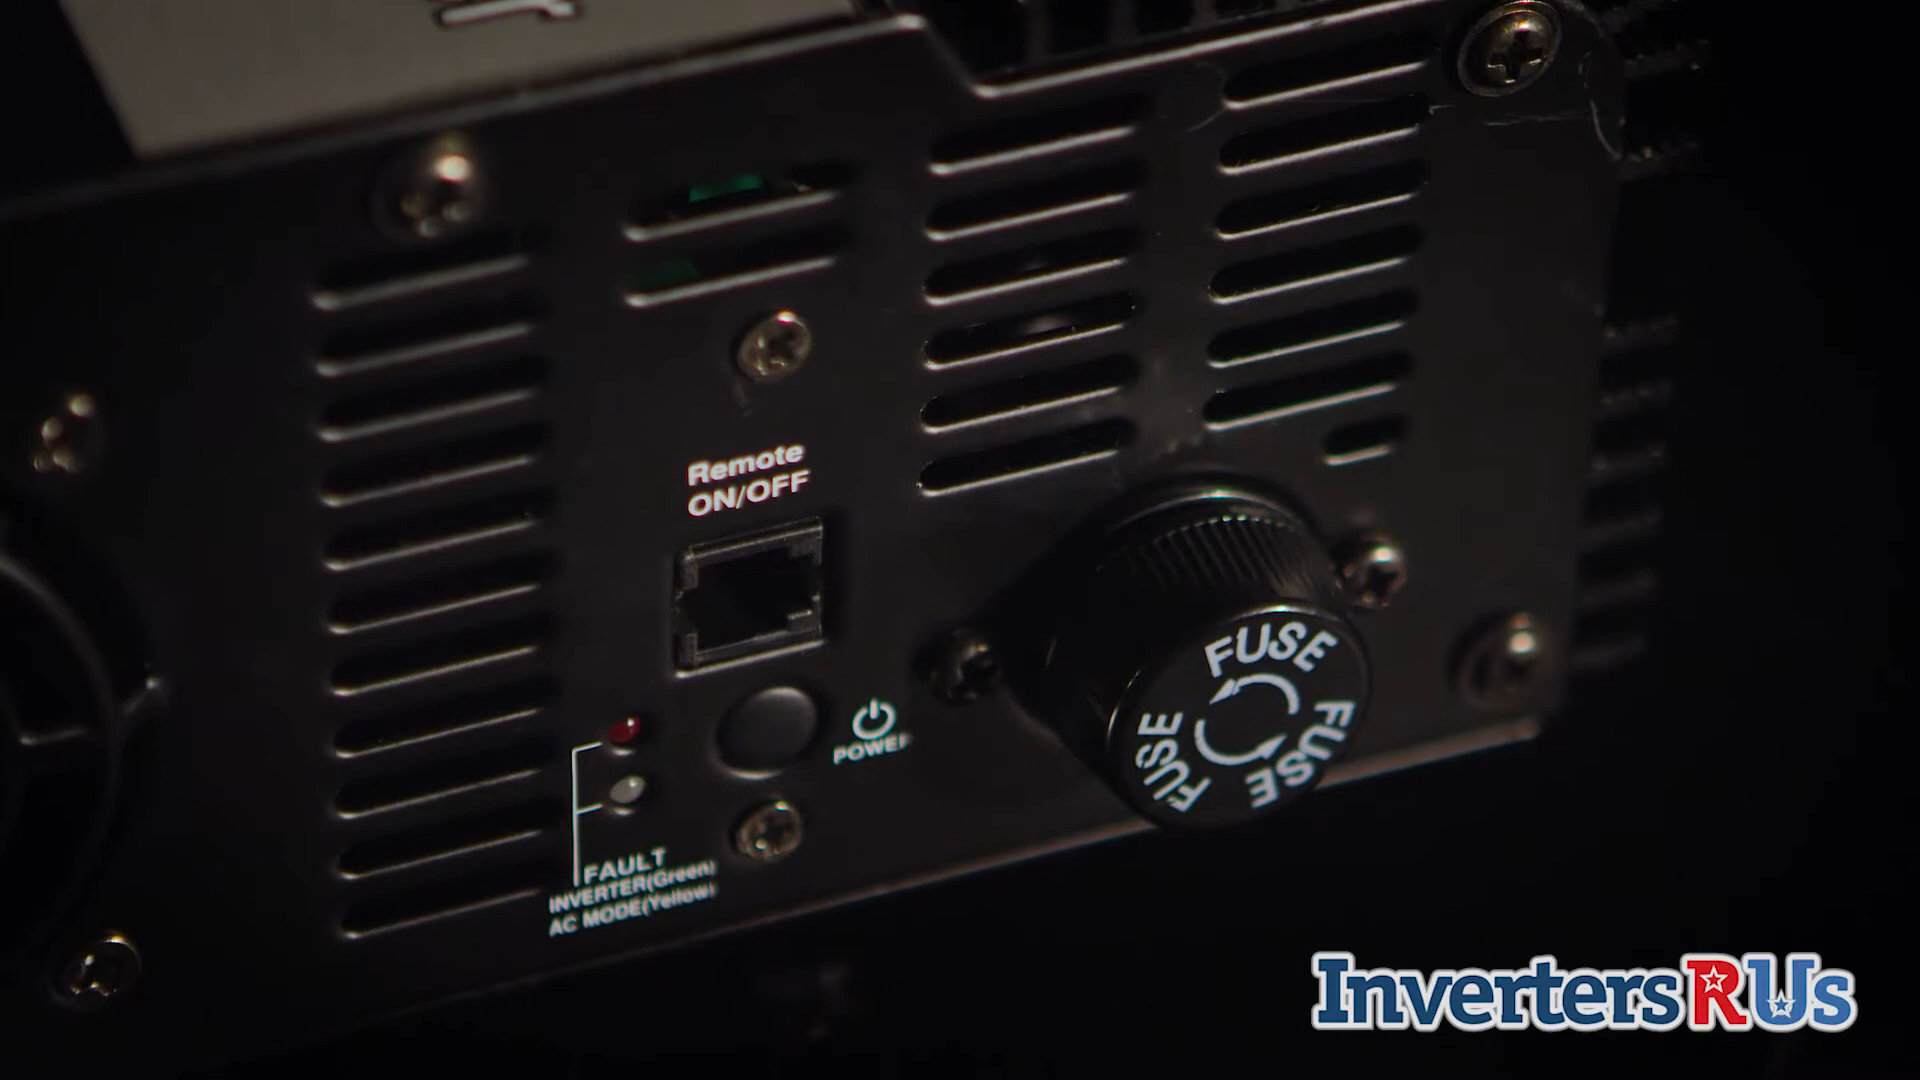 Remote
ON/OFF
POWER
FUSE
FUSE
FUSE
FAULT
INVERTER(Green)
AC MODE(Yellow)
InvertersRUs